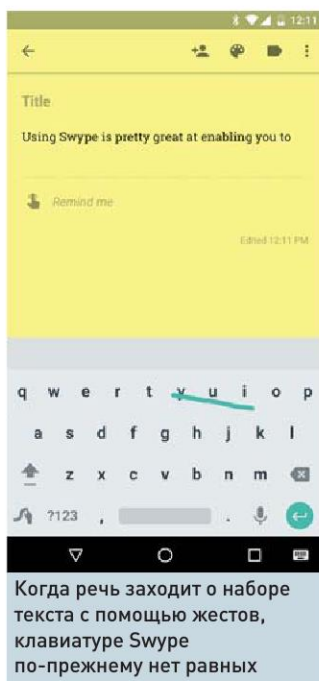 12:11
Title
Using Swype is pretty great at enabling you to
Remind me
Edited 12:11 PM
q w e r t y u i o p
a s d f g h j k l
z x c v b n m
?123 , .
Когда речь заходит о наборе
текста с помощью жестов,
клавиатуре Swype
по-прежнему нет равных